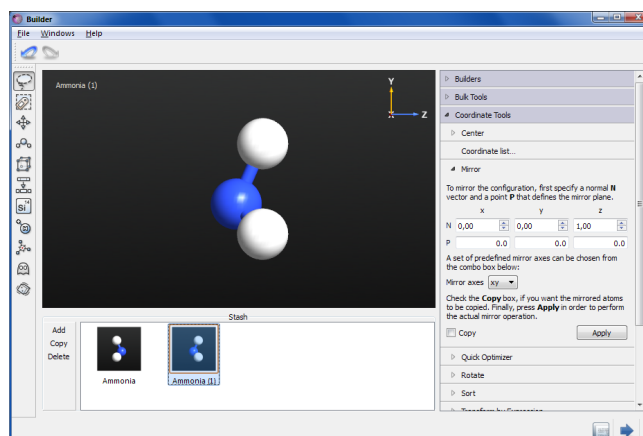 Builder
File Windows Help
Ammonia (1)
Y
X Z
Si 14
Stash
Add
Copy
Delete
Ammonia
Ammonia (1)
Builders
Bulk Tools
Coordinate Tools
Center
Coordinate list...
Mirror
To mirror the configuration, first specify a normal N
vector and a point P that defines the mirror plane.
x y z
N 0,00 0,00 1,00
P 0.0 0.0 0.0
A set of predefined mirror axes can be chosen from
the combo box below:
Mirror axes xy
Check the Copy box, if you want the mirrored atoms
to be copied. Finally, press Apply in order to perform
the actual mirror operation.
Copy Apply
Quick Optimizer
Rotate
Sort
Transform by Expression